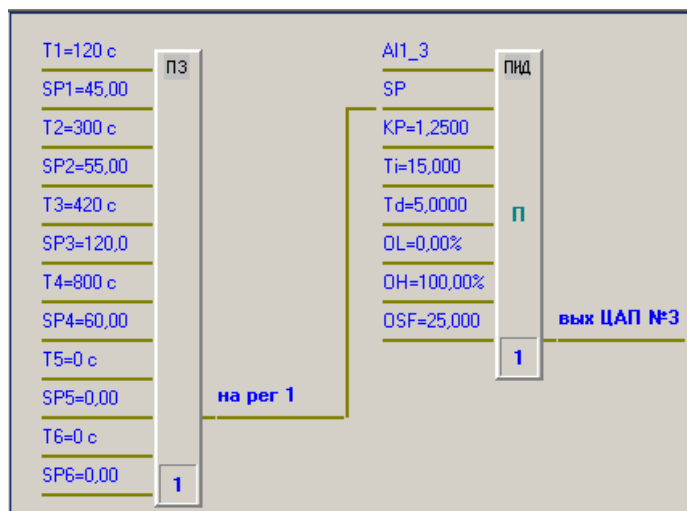 T1=120 с
ПЗ
SP1=45,00
T2=300 с
SP2=55,00
T3=420 с
SP3=120,0
T4=800 с
SP4=60,00
T5=0 с
SP5=0,00
T6=0 с
SP6=0,00
1
на рег 1
AI1_3
ПИД
SP
KP=1,2500
Ti=15,000
Td=5,0000
П
OL=0,00%
OH=100,00%
OSF=25,000
1
вых ЦАП №3